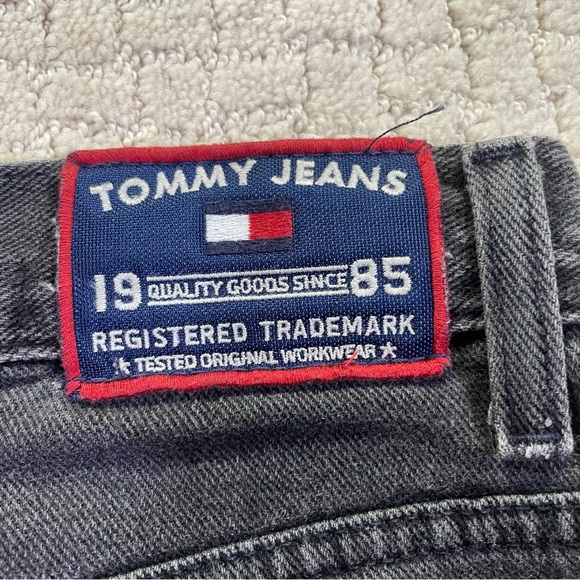 TOMMY JEANS
19 QUALITY GOODS SINCE 85
REGISTERED TRADEMARK
★ TESTED ORIGINAL WORKWEAR ★